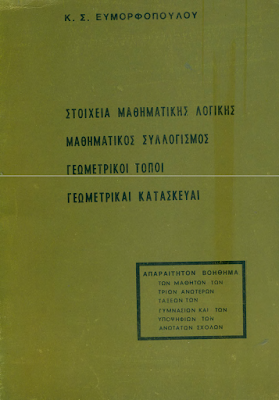 Κ. Σ. ΕΥΜΟΡΦΟΠΟΥΛΟΥ
ΣΤΟΙΧΕΙΑ ΜΑΘΗΜΑΤΙΚΗΣ ΛΟΓΙΚΗΣ
ΜΑΘΗΜΑΤΙΚΟΣ ΣΥΛΛΟΓΙΣΜΟΣ
ΓΕΩΜΕΤΡΙΚΟΙ ΤΟΠΟΙ
ΓΕΩΜΕΤΡΙΚΑΙ ΚΑΤΑΣΚΕΥΑΙ
ΑΠΑΡΑΙΤΗΤΟΝ ΒΟΗΘΗΜΑ
ΤΩΝ ΜΑΘΗΤΩΝ ΤΩΝ
ΤΡΙΩΝ ΑΝΩΤΕΡΩΝ
ΤΑΞΕΩΝ ΤΩΝ
ΓΥΜΝΑΣΙΩΝ ΚΑΙ ΤΩΝ
ΥΠΟΨΗΦΙΩΝ ΤΩΝ
ΑΝΩΤΑΤΩΝ ΣΧΟΛΩΝ